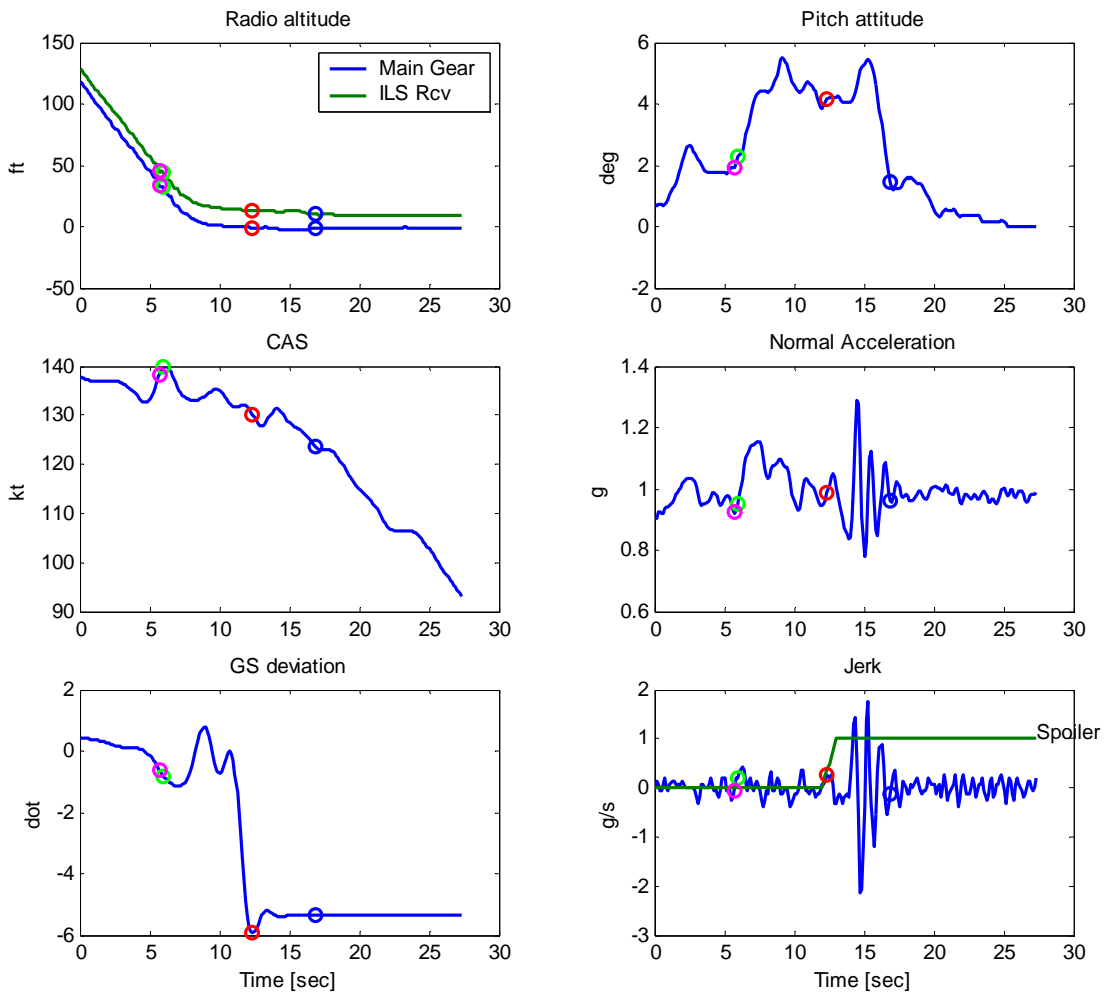 Radio altitude
150
100
50
0
-50
ft
Main Gear
ILS Rcv
0 5 10 15 20 25 30
Pitch attitude
6
4
2
0
-2
deg
0 5 10 15 20 25 30
CAS
140
130
120
110
100
90
kt
0 5 10 15 20 25 30
Normal Acceleration
1.4
1.2
1
0.8
0.6
g
0 5 10 15 20 25 30
GS deviation
2
0
-2
-4
-6
dot
0 5 10 15 20 25 30
Time [sec]
Jerk
2
1
0
-1
-2
-3
g/s
Spoiler
0 5 10 15 20 25 30
Time [sec]